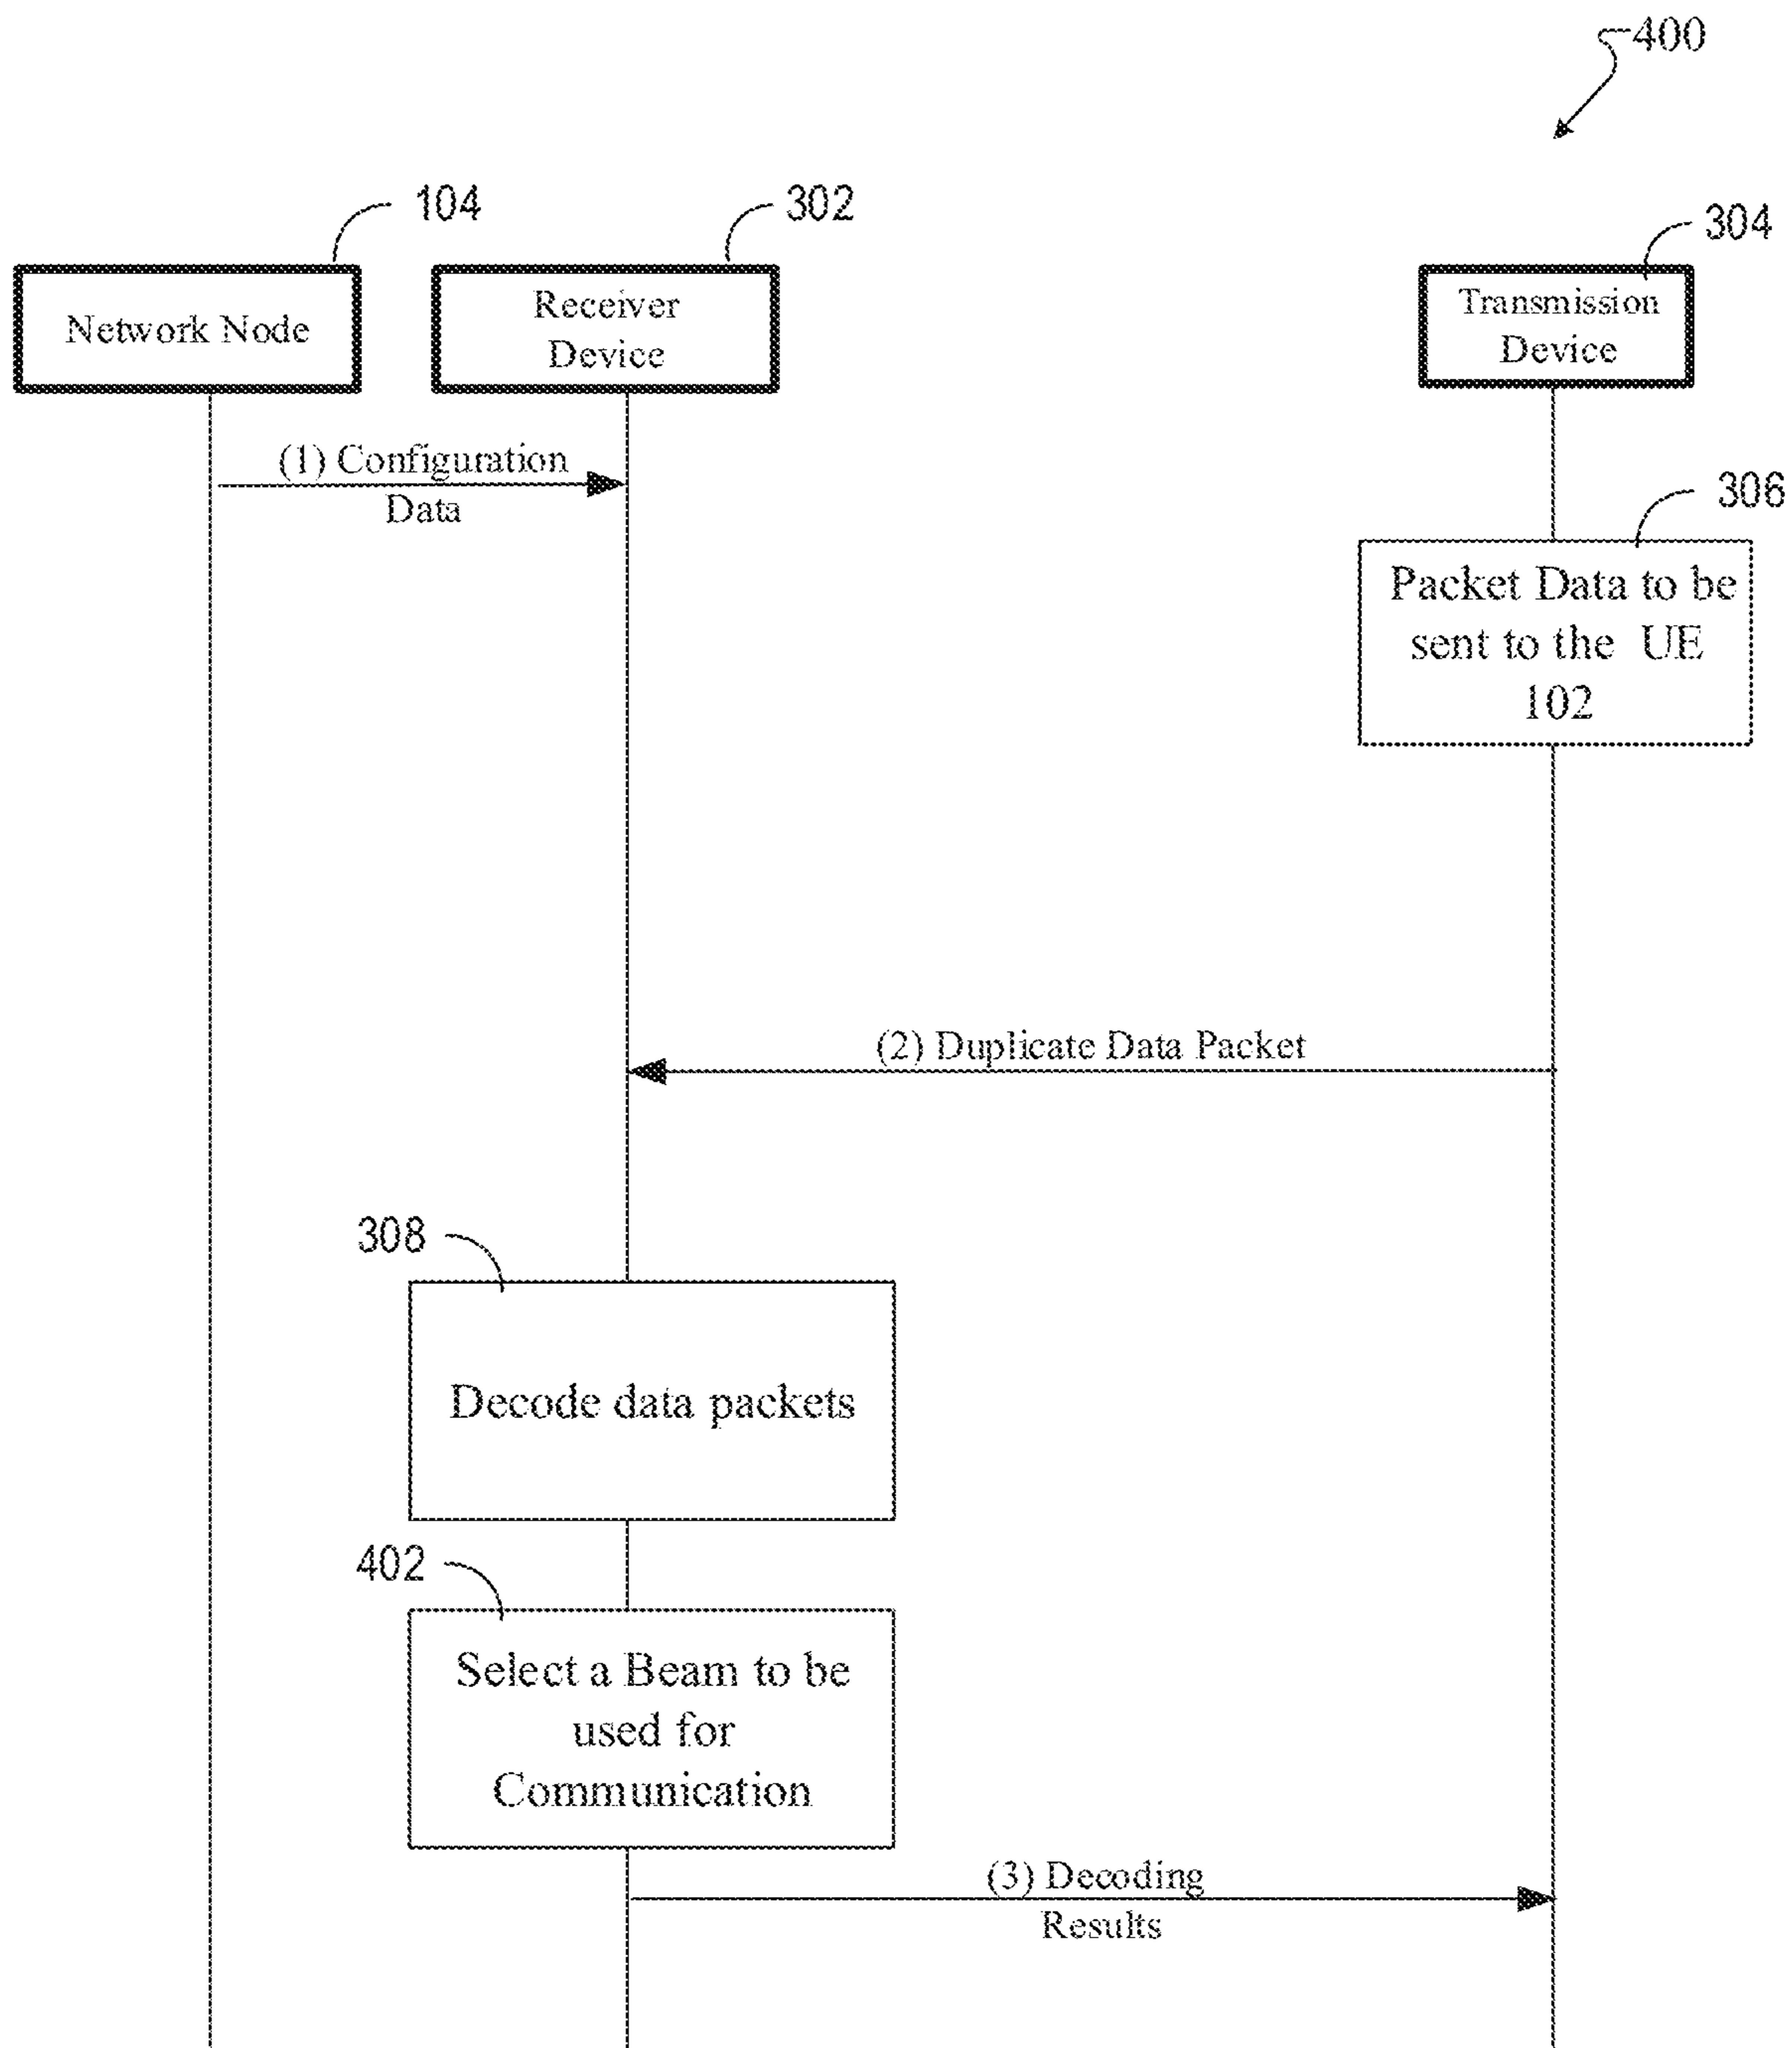 400
104
302
304
Network Node
Receiver
Device
Transmission
Device
(1) Configuration
Data
306
Packet Data to be
sent to the UE
102
(2) Duplicate Data Packet
308
Decode data packets
402
Select a Beam to be
used for
Communication
(3) Decoding
Results